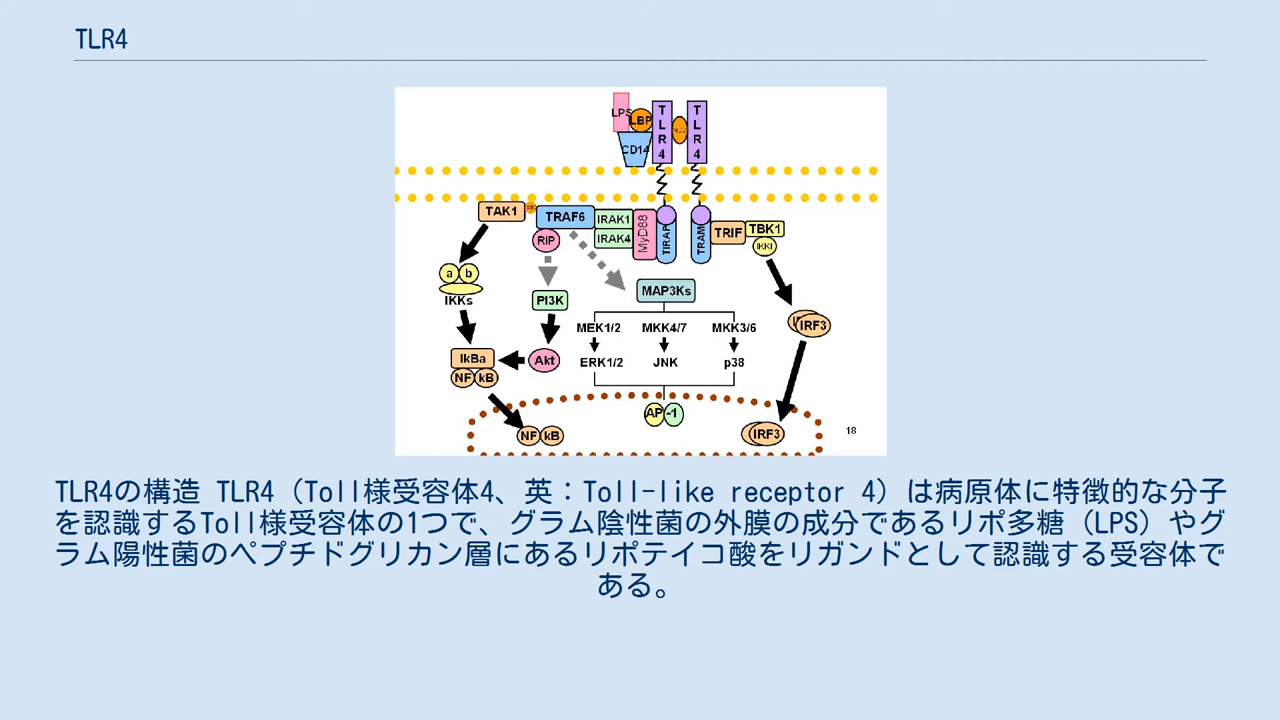 TLR4
LPS
LBP
CD14
TLR4
TLR4
TAK1
TRAF6
IRAK1
IRAK4
MyD88
TIRAP
TRAM
TRIF
TBK1
IKKi
RIP
a b
IKKs
PI3K
MAP3Ks
MEK1/2 MKK4/7 MKK3/6
IRF3
IkBa
NF kB
Akt
ERK1/2 JNK p38
AP -1
NF kB
IRF3
18
TLR4の構造 TLR4（Toll様受容体4、英：Toll-like receptor 4）は病原体に特徴的な分子
を認識するToll様受容体の1つで、グラム陰性菌の外膜の成分であるリポ多糖（LPS）やグ
ラム陽性菌のペプチドグリカン層にあるリポテイコ酸をリガンドとして認識する受容体で
ある。